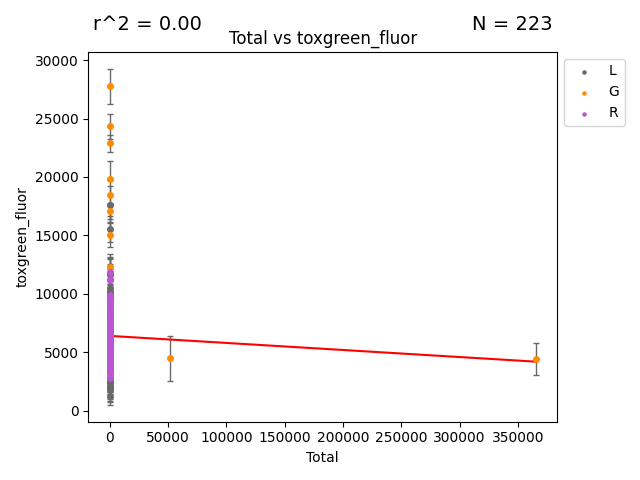 r^2 = 0.00
N = 223
Total vs toxgreen_fluor
L
G
R
30000
25000
20000
15000
10000
5000
0
toxgreen_fluor
0 50000 100000 150000 200000 250000 300000 350000
Total